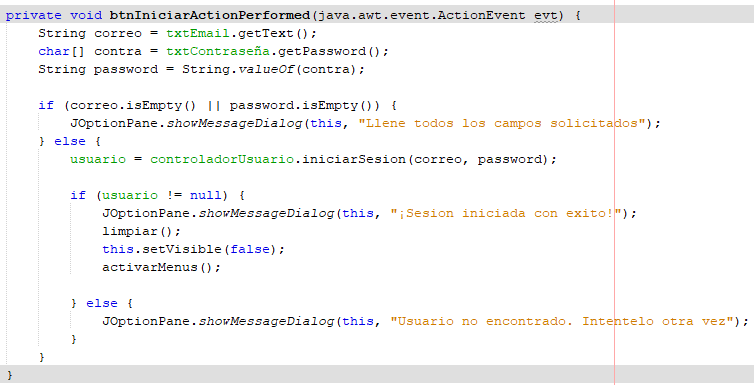 private void btnIniciarActionPerformed(java.awt.event.ActionEvent evt) {
    String correo = txtEmail.getText();
    char[] contra = txtContraseña.getPassword();
    String password = String.valueOf(contra);

    if (correo.isEmpty() || password.isEmpty()) {
        JOptionPane.showMessageDialog(this, "Llene todos los campos solicitados");
    } else {
        usuario = controladorUsuario.iniciarSesion(correo, password);

        if (usuario != null) {
            JOptionPane.showMessageDialog(this, "¡Sesion iniciada con exito!");
            limpiar();
            this.setVisible(false);
            activarMenus();

        } else {
            JOptionPane.showMessageDialog(this, "Usuario no encontrado. Intentelo otra vez");
        }
    }
}